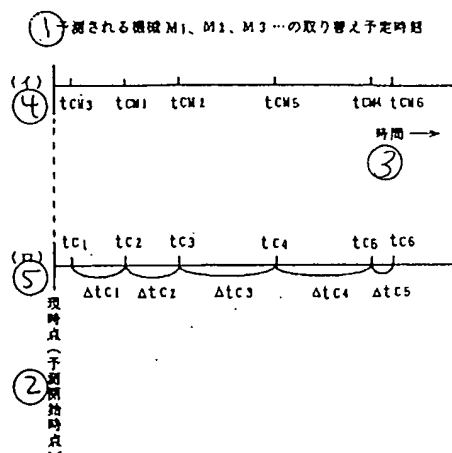 ① 予測される機械M1、M2、M3…の取り替え予定時刻
(イ)
④ tCM3 tCM1 tCM2 tCM5 tCM4 tCM6
時間 →
③
(ロ) tC1 tC2 tC3 tC4 tC6 tC6
⑤ ΔtC1 ΔtC2 ΔtC3 ΔtC4 ΔtC5
② 現時点(予測開始時点)